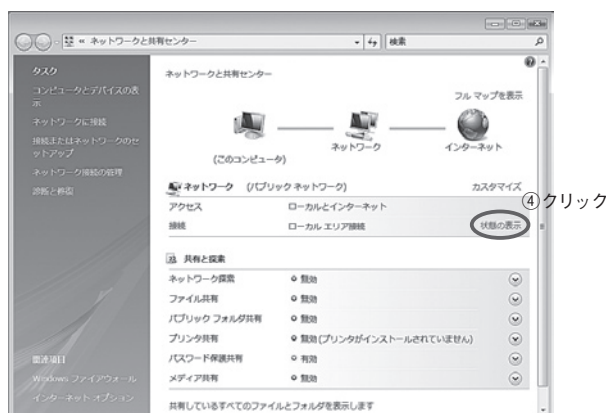 ネットワークと共有センター
検索
タスク
コンピュータとデバイスの表示
ネットワークに接続
接続またはネットワークのセットアップ
ネットワーク接続の管理
診断と修復
関連項目
Windows ファイアウォール
インターネット オプション
ネットワークと共有センター
フル マップを表示
(このコンピュータ)
ネットワーク
インターネット
ネットワーク (パブリック ネットワーク)
カスタマイズ
アクセス ローカルとインターネット
接続 ローカル エリア接続 状態の表示
④クリック
共有と探索
ネットワーク探索 無効
ファイル共有 無効
パブリック フォルダ共有 無効
プリンタ共有 無効(プリンタがインストールされていません)
パスワード保護共有 有効
メディア共有 無効
共有しているすべてのファイルとフォルダを表示します